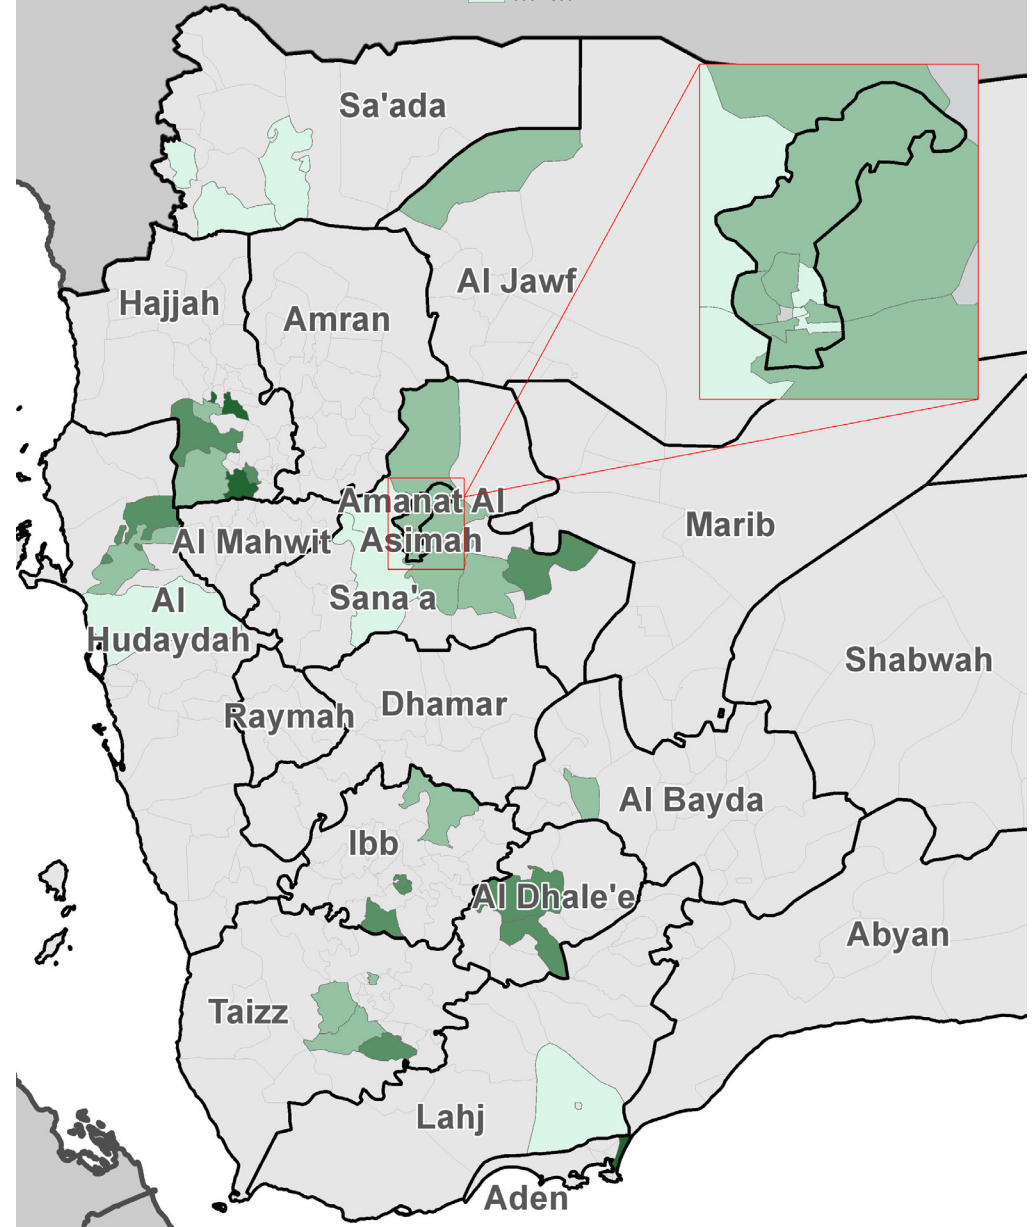 Sa'ada
Al Jawf
Hajjah
Amran
Amanat Al
Asimah
Marib
Al Mahwit
Sana'a
Al
Hudaydah
Shabwah
Raymah
Dhamar
Al Bayda
Ibb
Al Dhale'e
Abyan
Taizz
Lahj
Aden